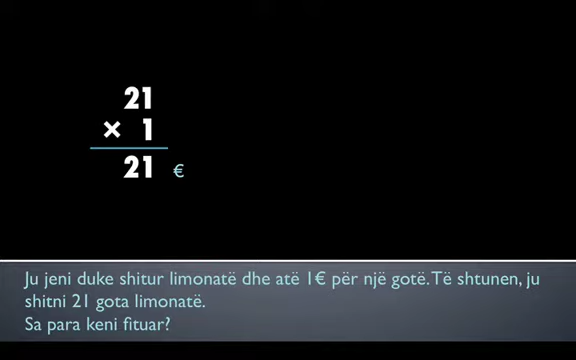 21
× 1
21 €
Ju jeni duke shitur limonatë dhe atë 1€ për një gotë. Të shtunen, ju
shitni 21 gota limonatë.
Sa para keni fituar?